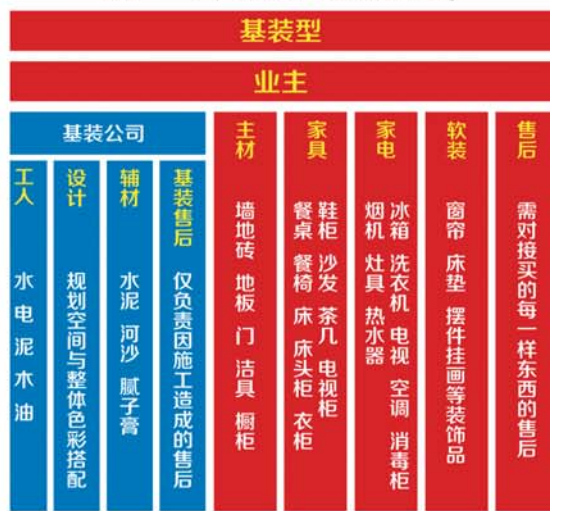 基装型
业主
基装公司
工人
水 电 泥 木 油
设计
规划空间与整体色彩搭配
辅材
水泥 河沙 腻子膏
基装售后
仅负责因施工造成的售后
主材
墙地砖 地板 门 洁具 橱柜
家具
鞋柜 沙发 茶几 电视柜
餐桌 餐椅 床 床头柜 衣柜
家电
冰箱 洗衣机 电视 空调 消毒柜
烟机 灶具 热水器
软装
窗帘 床垫 摆件挂画等装饰品
售后
需对接买的每一样东西的售后